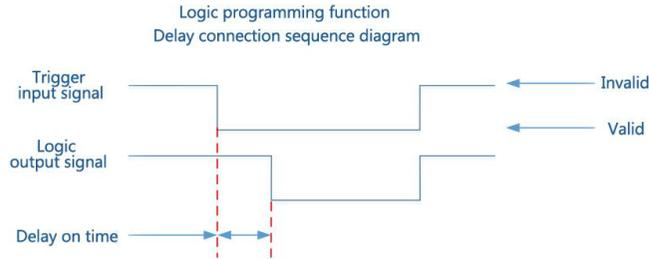 Logic programming function
Delay connection sequence diagram
Trigger
input signal
Invalid
Valid
Logic
output signal
Delay on time